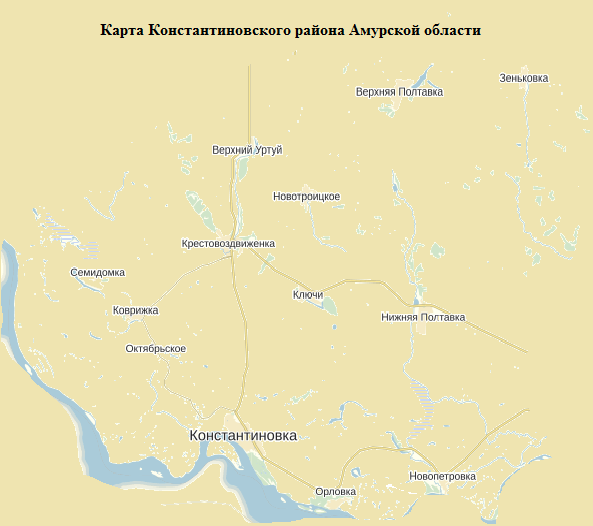 Карта Константиновского района Амурской области
Зеньковка
Верхняя Полтавка
Верхний Уртуй
Новотроицкое
Крестовоздвиженка
Семидомка
Ключи
Коврижка
Нижняя Полтавка
Октябрьское
Константиновка
Новопетровка
Орловка